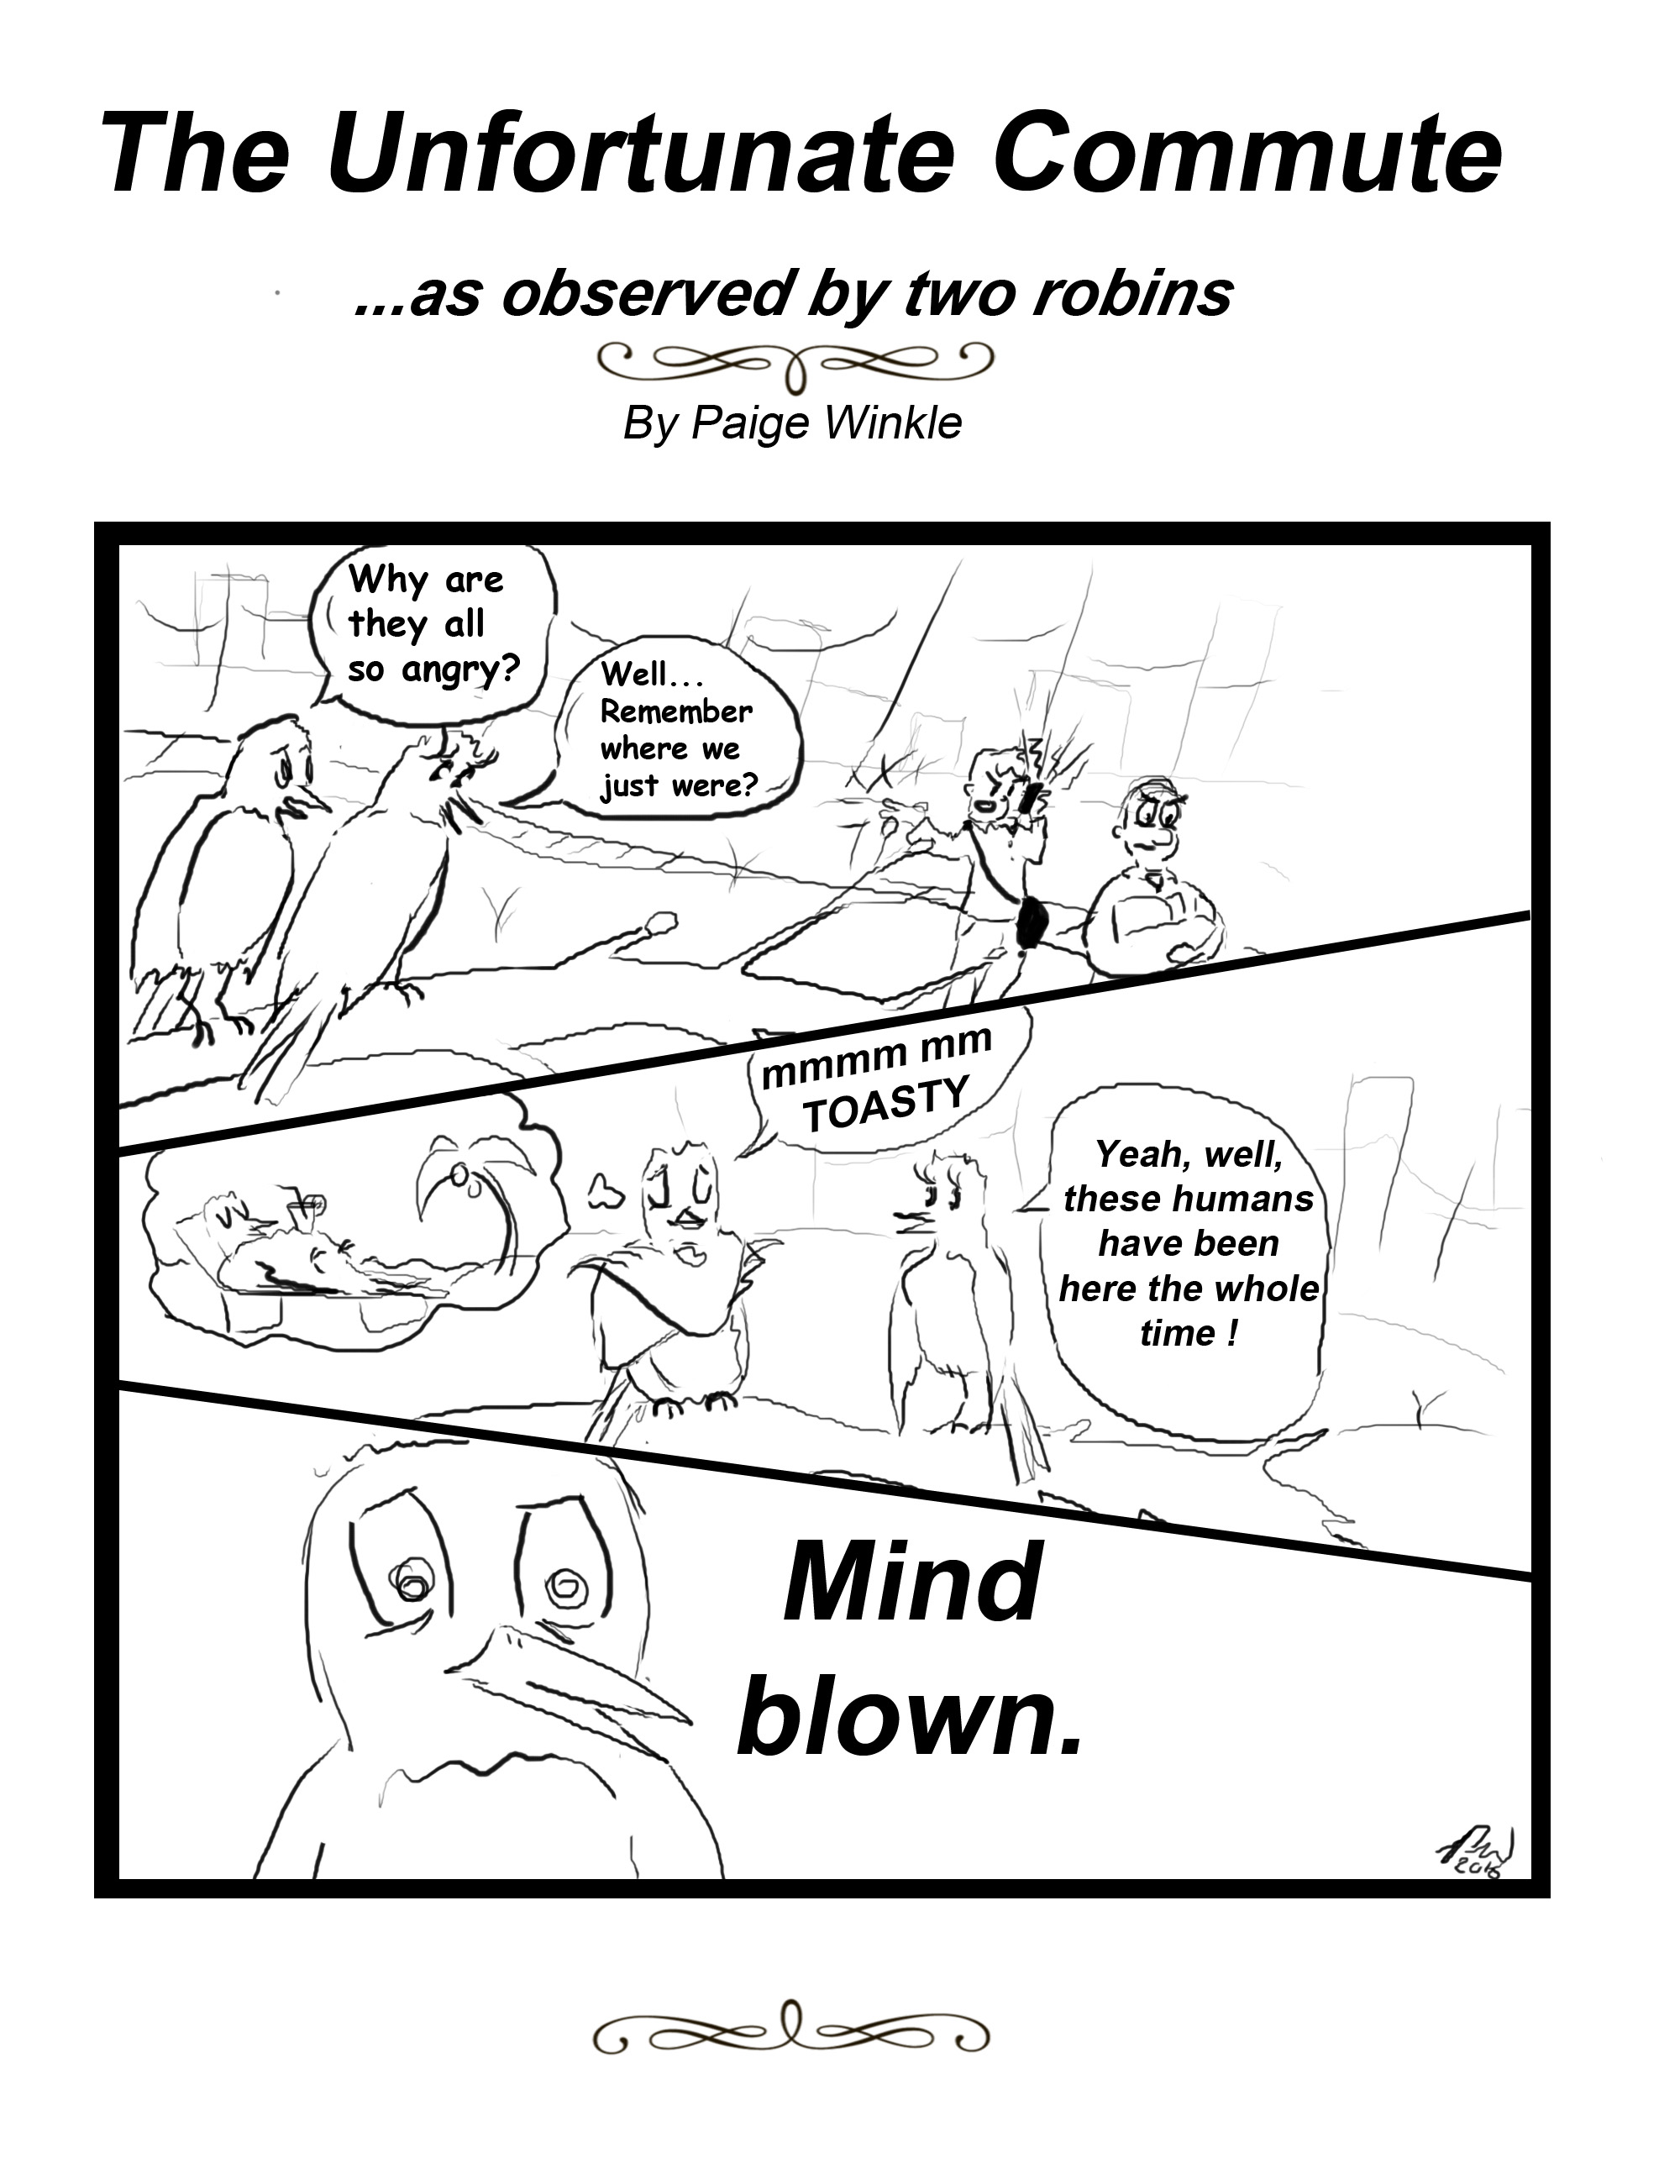 The Unfortunate Commute
...as observed by two robins
By Paige Winkle
Why are
they all
so angry?
Well...
Remember
where we
just were?
mmmm mm
TOASTY
Yeah, well,
these humans
have been
here the whole
time !
Mind
blown.